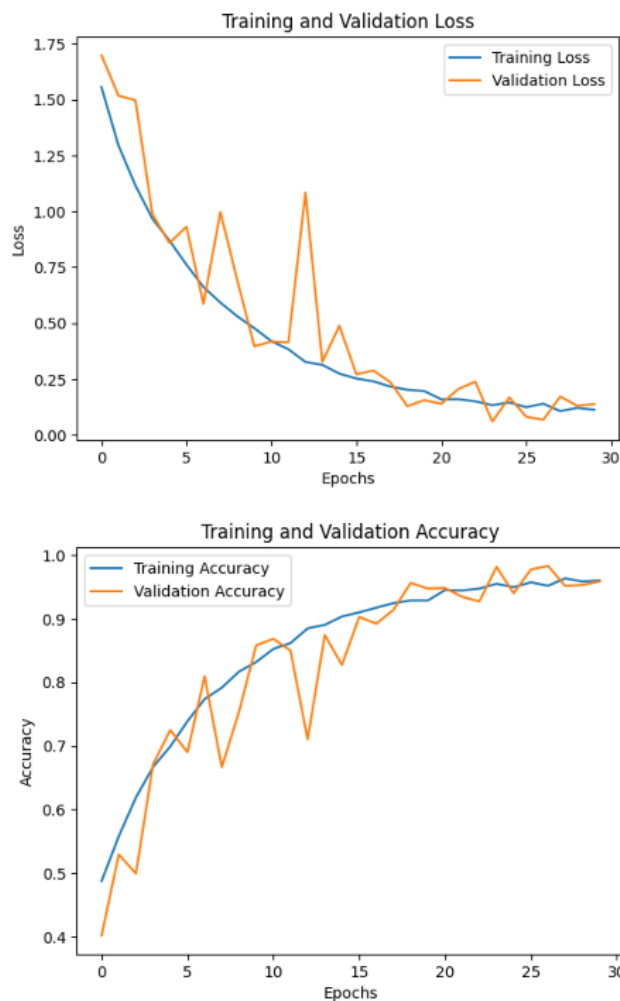 Training and Validation Loss
1.75
1.50
1.25
1.00
0.75
0.50
0.25
0.00
Loss
Training Loss
Validation Loss
0 5 10 15 20 25 30
Epochs
Training and Validation Accuracy
1.0
0.9
0.8
0.7
0.6
0.5
0.4
Accuracy
Training Accuracy
Validation Accuracy
0 5 10 15 20 25 30
Epochs